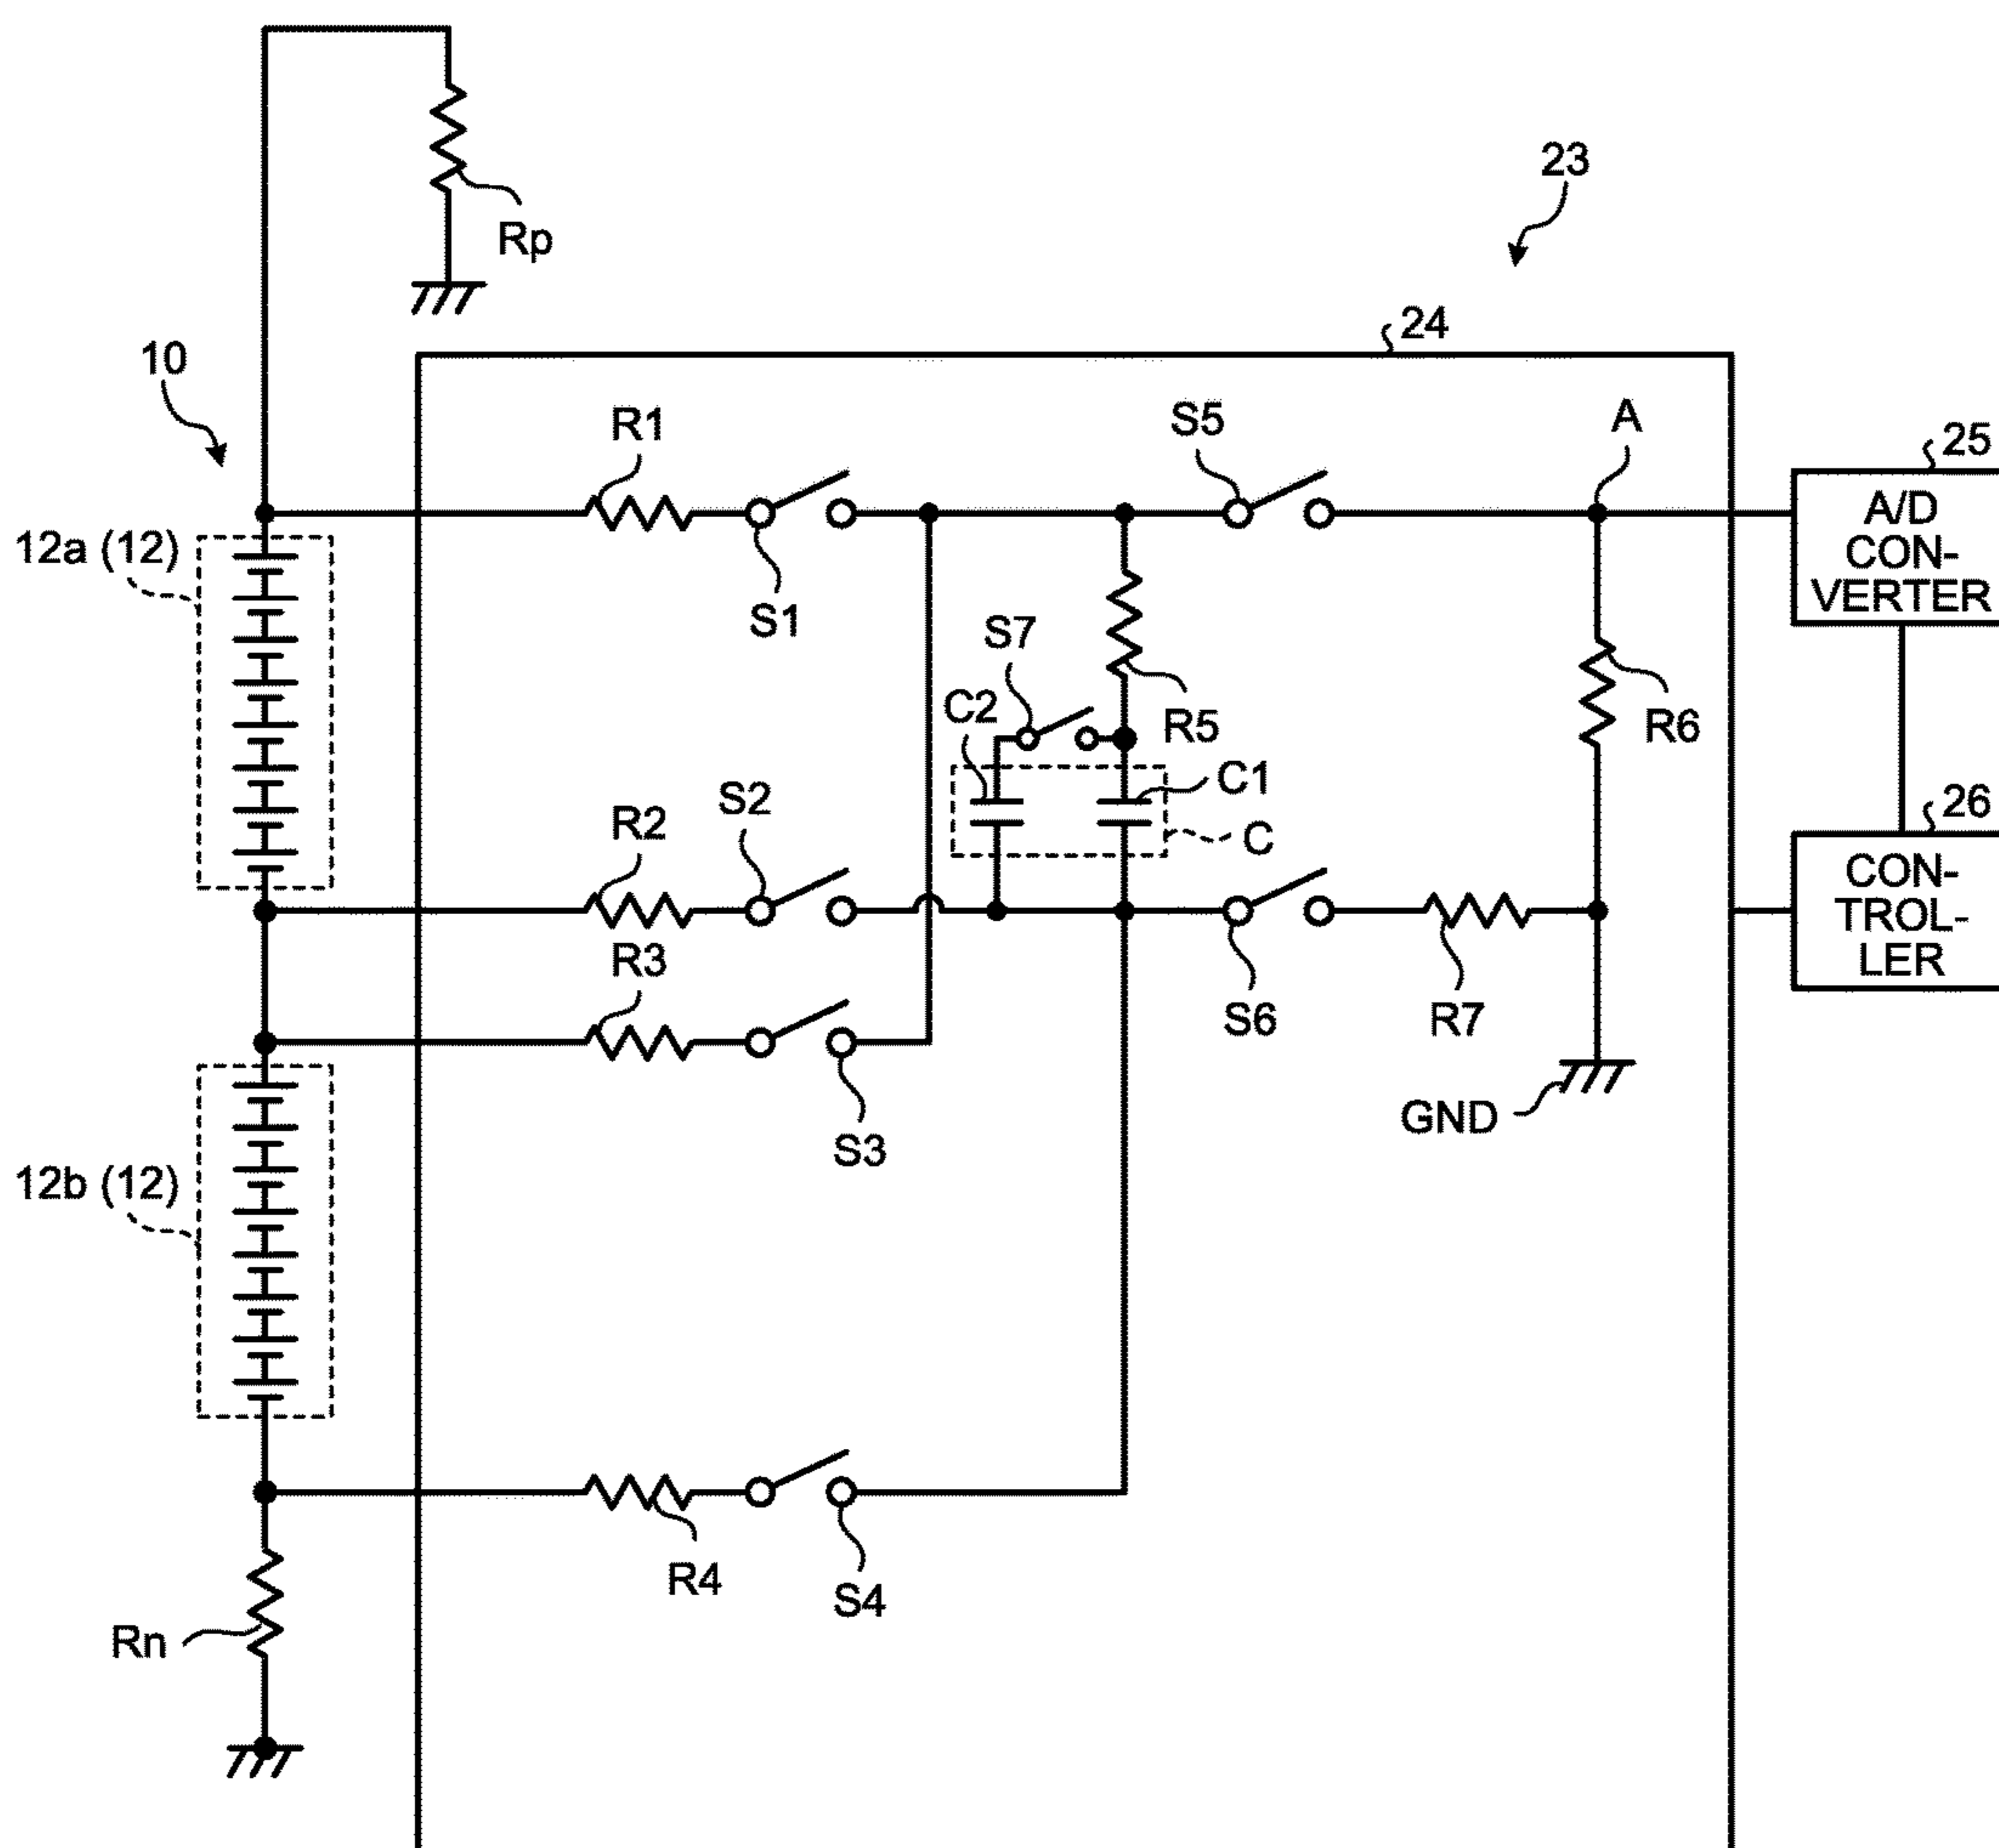 Rp
23
24
10
R1
S5
A
25
A/D
CON-
VERTER
12a (12)
S1
S7
C2
R5
R6
C1
C
R2
S2
26
CON-
TROL-
LER
R3
S6
R7
GND
S3
12b (12)
R4
S4
Rn